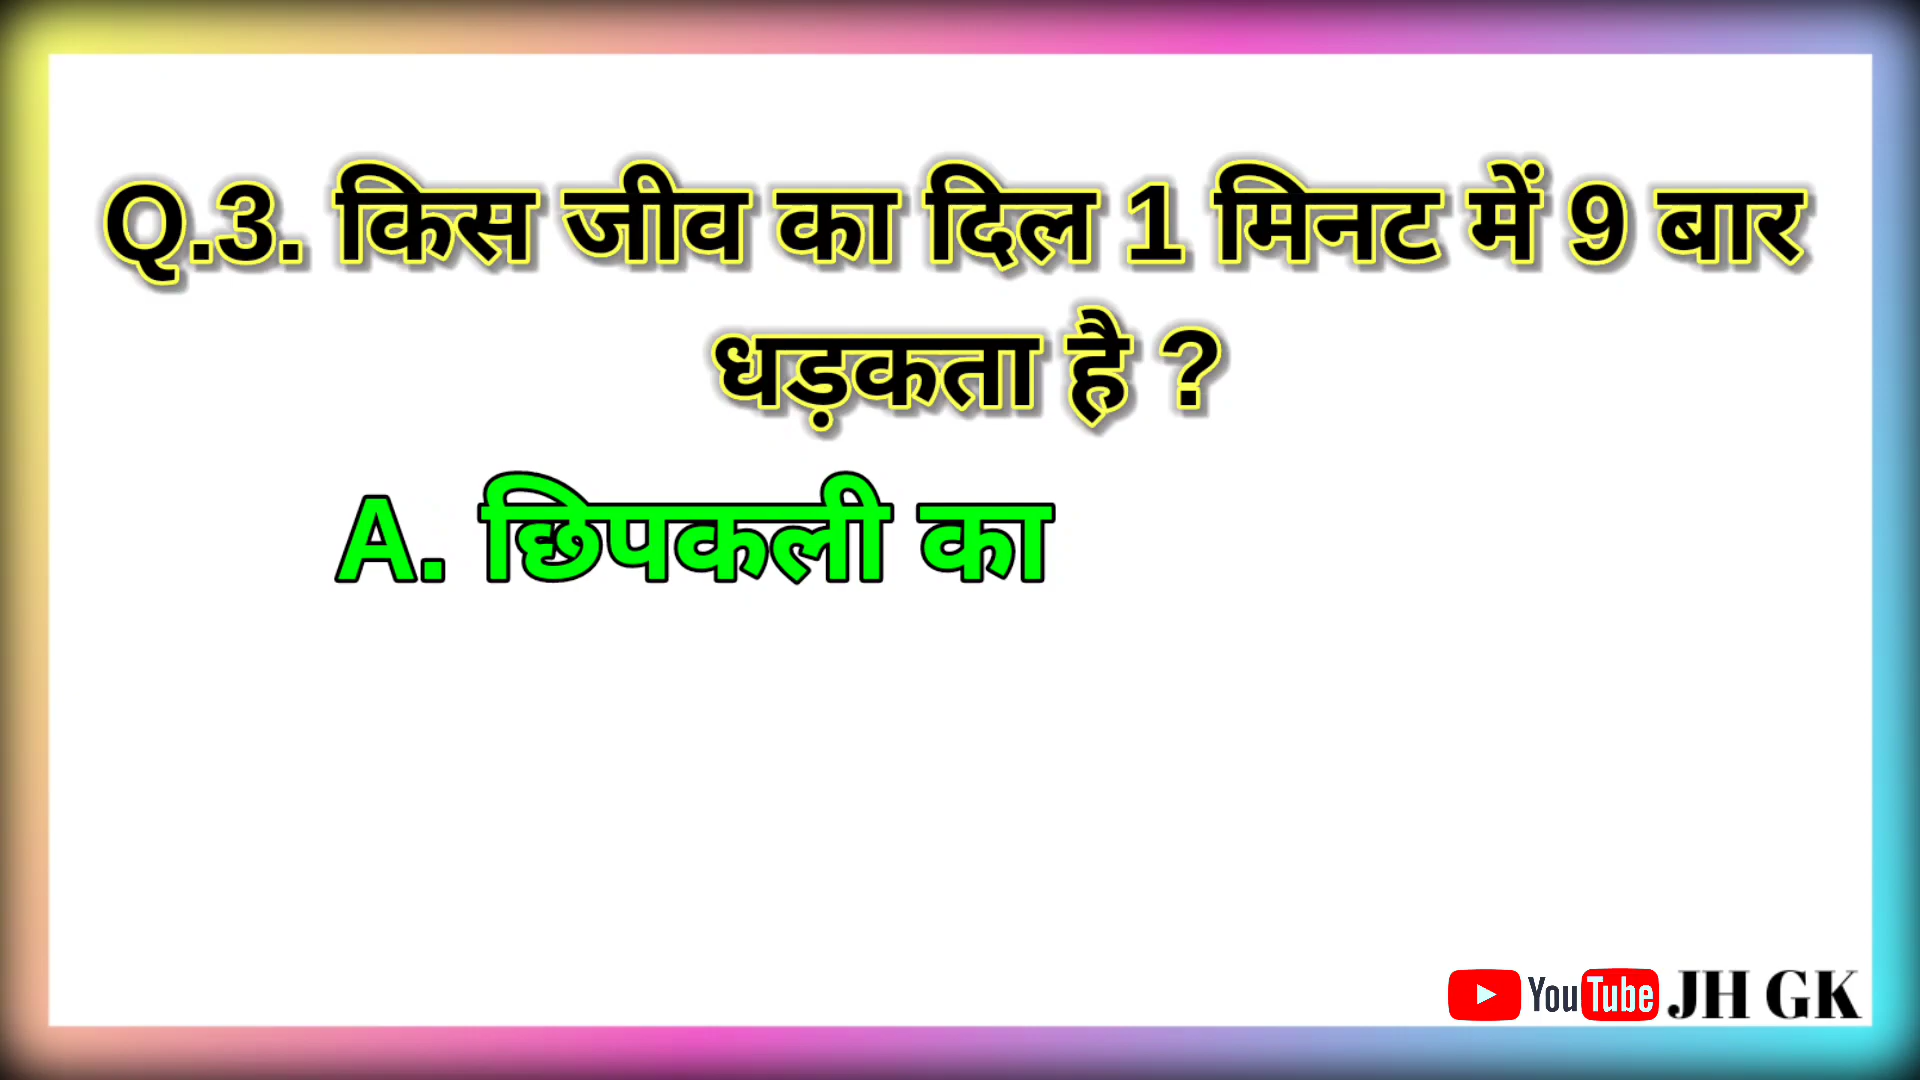 Q.3. किस जीव का दिल 1 मिनट में 9 बार
धड़कता है ?
A. छिपकली का
YouTube JH GK